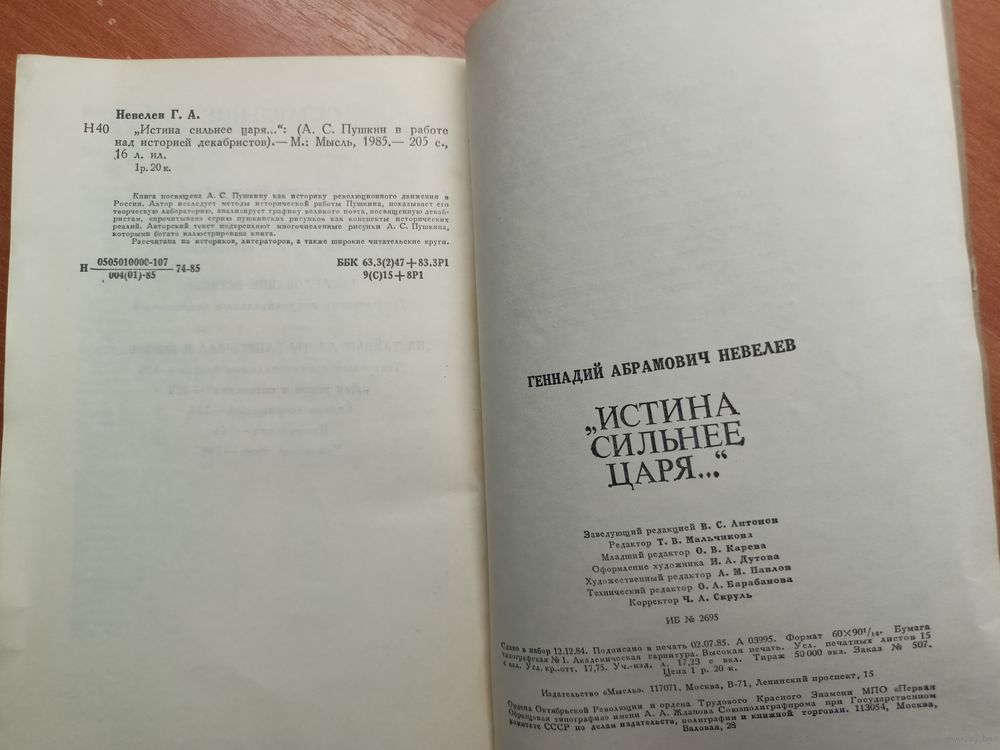 Невелев Г. А.
Н40 „Истина сильнее царя...“: (А. С. Пушкин в работе
над историей декабристов).— М.: Мысль, 1985.— 205 с.,
16 л. ил.
1р. 20 к.
Книга посвящена А. С. Пушкину как историку революционного движения в
России. Автор исследует методы исторической работы Пушкина, показывает его
творческую лабораторию, анализирует графику великого поэта, посвященную декаб-
ристам, «прочитывая» серию пушкинских рисунков как конспекты исторических
реалий. Авторский текст подкрепляют многочисленные рисунки А. С. Пушкина,
которыми богато иллюстрирована книга.
Рассчитана на историков, литераторов, а также широкие читательские круги.
Н 0505010000-107 74-85
004(01)-85
ББК 63.3(2)47+83.3Р1
9(С)15+8Р1
ГЕННАДИЙ АБРАМОВИЧ НЕВЕЛЕВ
„ИСТИНА
СИЛЬНЕЕ
ЦАРЯ...“
Заведующий редакцией В. С. Антонов
Редактор Т. В. Мальчикова
Младший редактор О. В. Карева
Оформление художника И. А. Дутова
Художественный редактор А. М. Павлов
Технический редактор О. А. Барабанова
Корректор Ч. А. Скруль
ИБ № 2695
Сдано в набор 12.12.84. Подписано в печать 02.07.85. А 03995. Формат 60×90¹/₁₆. Бумага
типографская № 1. Академическая гарнитура. Высокая печать. Усл. печатных листов 15
с вкл. Усл. кр.-отт. 17,75. Уч.-изд. л. 17,23 с вкл. Тираж 50 000 экз. Заказ № 507.
Цена 1 р. 20 к.
Издательство «Мысль». 117071. Москва, В-71, Ленинский проспект, 15
Ордена Октябрьской Революции и ордена Трудового Красного Знамени МПО «Первая
Образцовая типография» имени А. А. Жданова Союзполиграфпрома при Государственном
комитете СССР по делам издательств, полиграфии и книжной торговли. 113054, Москва,
Валовая, 28